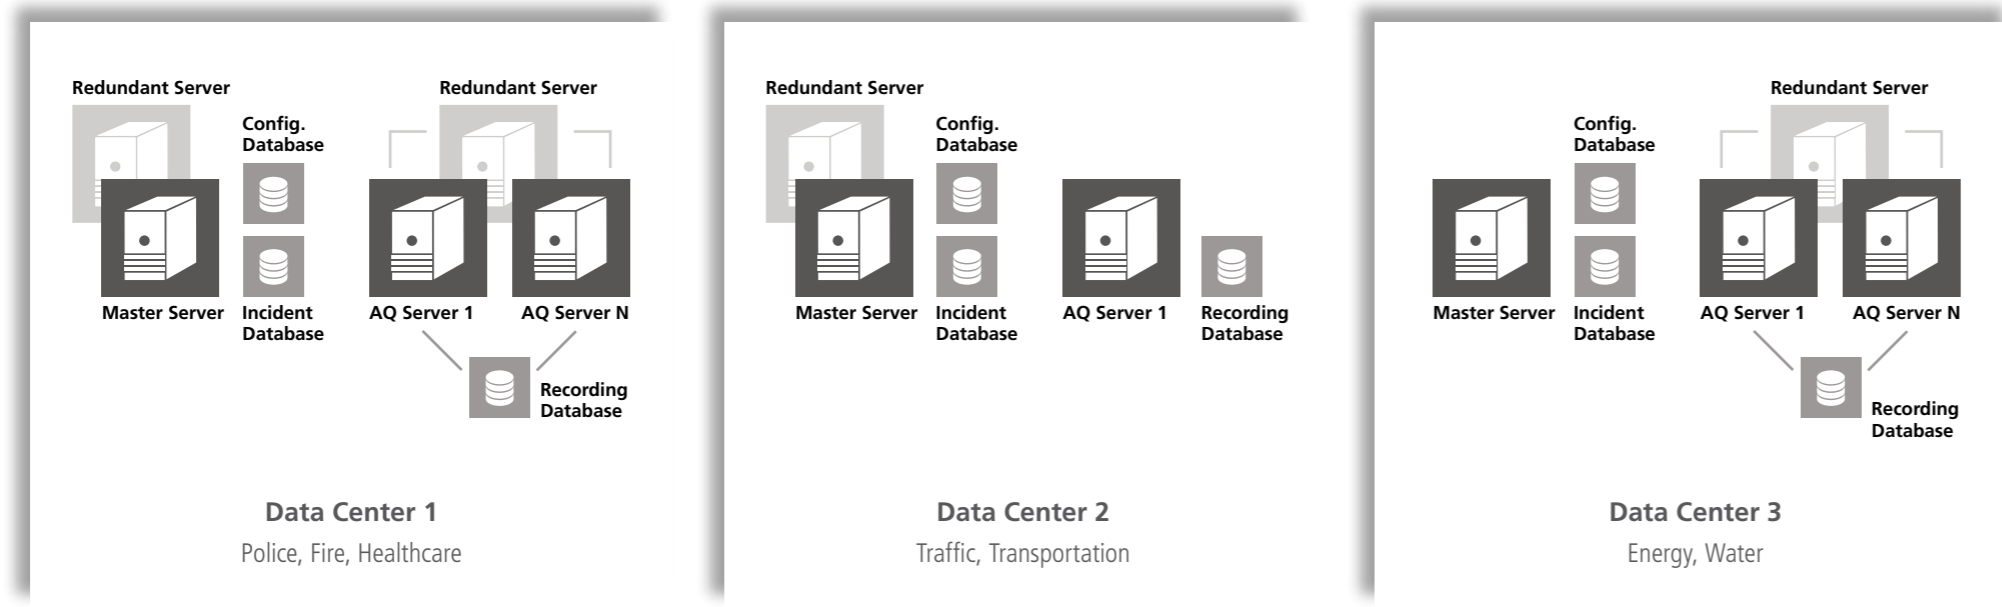 Redundant Server
Config.
Database
Master Server
Incident
Database
Redundant Server
AQ Server 1
AQ Server N
Recording
Database
Data Center 1
Police, Fire, Healthcare
Redundant Server
Config.
Database
Master Server
Incident
Database
AQ Server 1
Recording
Database
Data Center 2
Traffic, Transportation
Config.
Database
Master Server
Incident
Database
Redundant Server
AQ Server 1
AQ Server N
Recording
Database
Data Center 3
Energy, Water